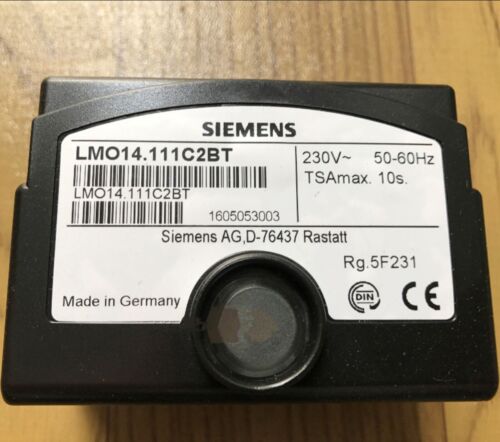 SIEMENS
LMO14.111C2BT
LMO14.111C2BT
1605053003
230V~ 50-60Hz
TSAmax. 10s.
Siemens AG,D-76437 Rastatt
Rg.5F231
Made in Germany
DIN
CE